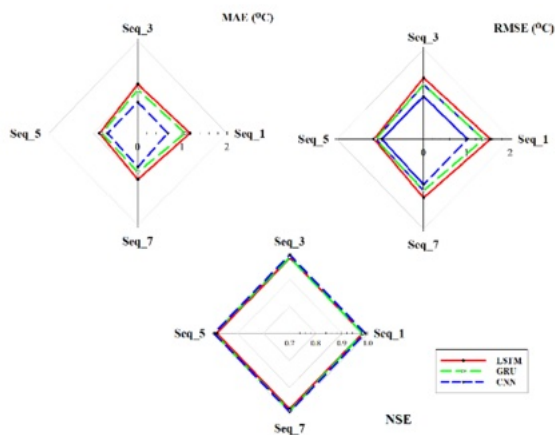 MAE (°C)
Seq_3
Seq_5
0 1 2
Seq_1
Seq_7
RMSE (°C)
Seq_3
Seq_5
0 1 2
Seq_1
Seq_7
Seq_3
Seq_5
0.7 0.8 0.9 1.0
Seq_1
Seq_7
NSE
LSTM
GRU
CNN